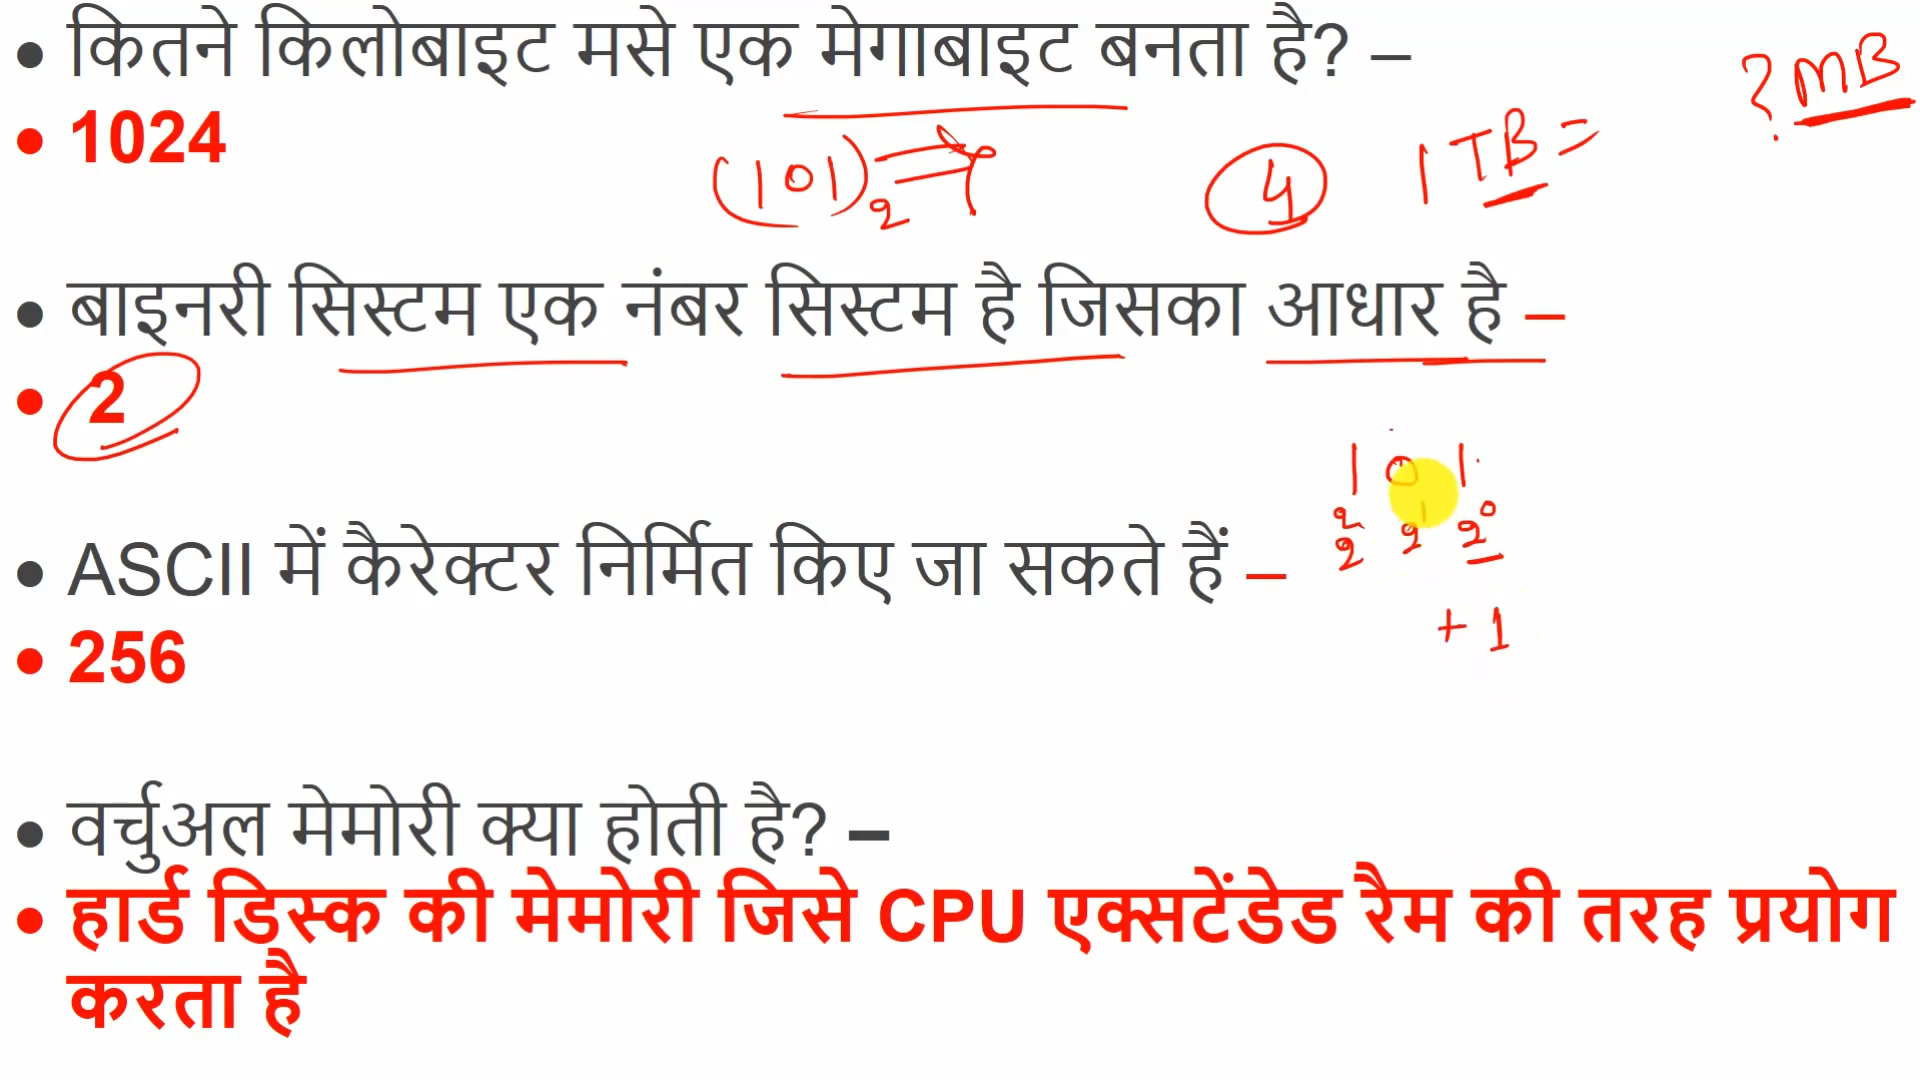 • कितने किलोबाइट मसे एक मेगाबाइट बनता है? –
? MB
• 1024
(101)₂ = ?
4
1 TB =
• बाइनरी सिस्टम एक नंबर सिस्टम है जिसका आधार है –
• 2
1 0 1
2² 2¹ 2⁰
• ASCII में कैरेक्टर निर्मित किए जा सकते हैं –
+ 1
• 256
• वर्चुअल मेमोरी क्या होती है? –
• हार्ड डिस्क की मेमोरी जिसे CPU एक्सटेंडेड रैम की तरह प्रयोग
करता है